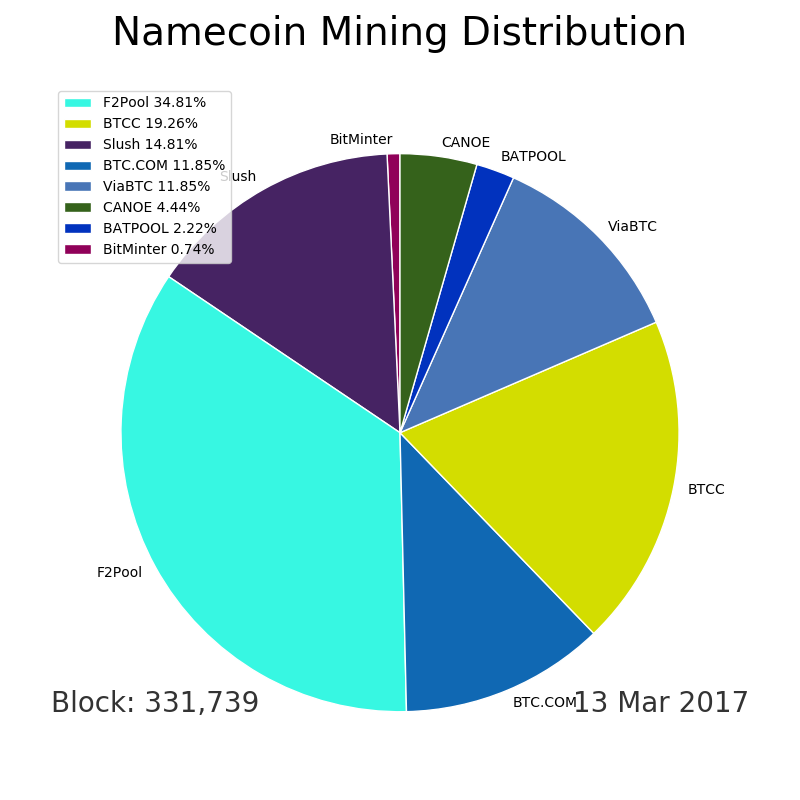 Namecoin Mining Distribution
F2Pool 34.81%
BTCC 19.26%
Slush 14.81%
BTC.COM 11.85%
ViaBTC 11.85%
CANOE 4.44%
BATPOOL 2.22%
BitMinter 0.74%
BitMinter
CANOE
BATPOOL
Slush
ViaBTC
BTCC
F2Pool
BTC.COM
Block: 331,739
13 Mar 2017